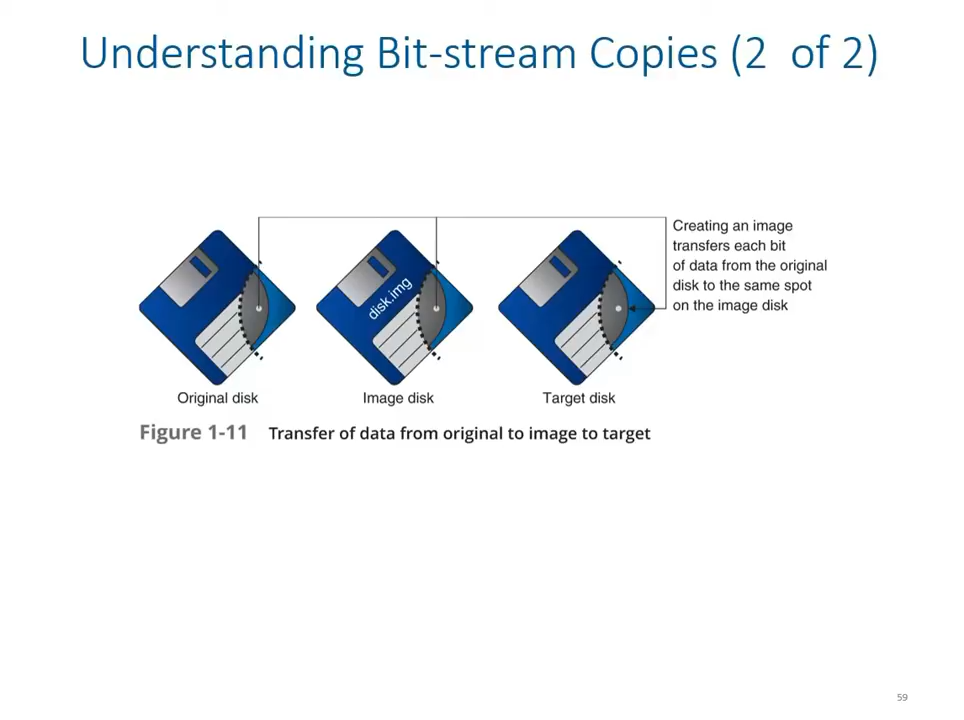 Understanding Bit-stream Copies (2 of 2)
Creating an image
transfers each bit
of data from the original
disk to the same spot
on the image disk
disk.img
Original disk
Image disk
Target disk
Figure 1-11 Transfer of data from original to image to target
59